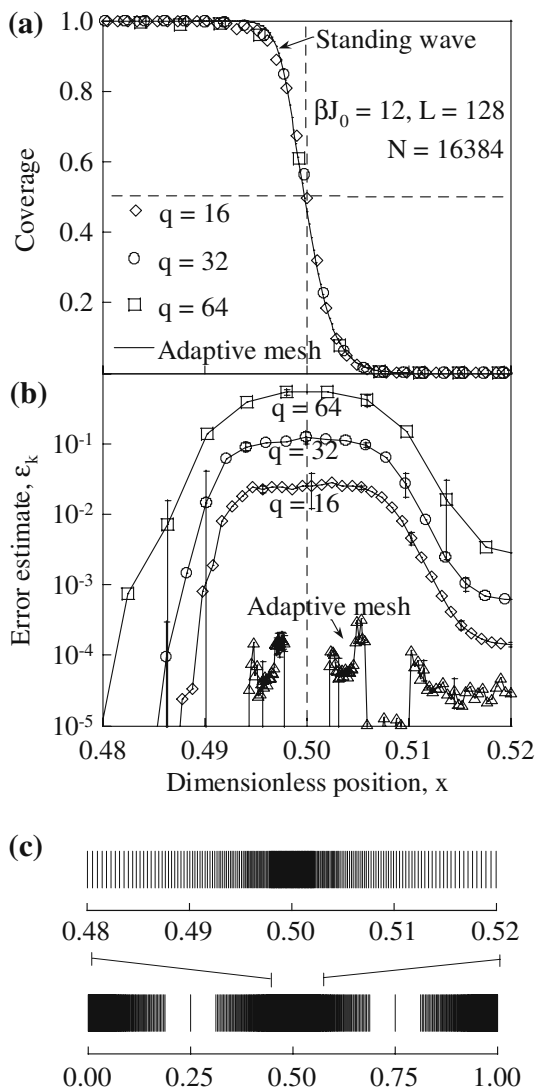 (a)
1.0
0.8
0.6
0.4
0.2
Coverage
Standing wave
βJ₀ = 12, L = 128
N = 16384
q = 16
q = 32
q = 64
Adaptive mesh
(b)
10⁻¹
10⁻²
10⁻³
10⁻⁴
10⁻⁵
Error estimate, εₖ
q = 64
q = 32
q = 16
Adaptive mesh
0.48 0.49 0.50 0.51 0.52
Dimensionless position, x
(c)
0.48 0.49 0.50 0.51 0.52
0.00 0.25 0.50 0.75 1.00